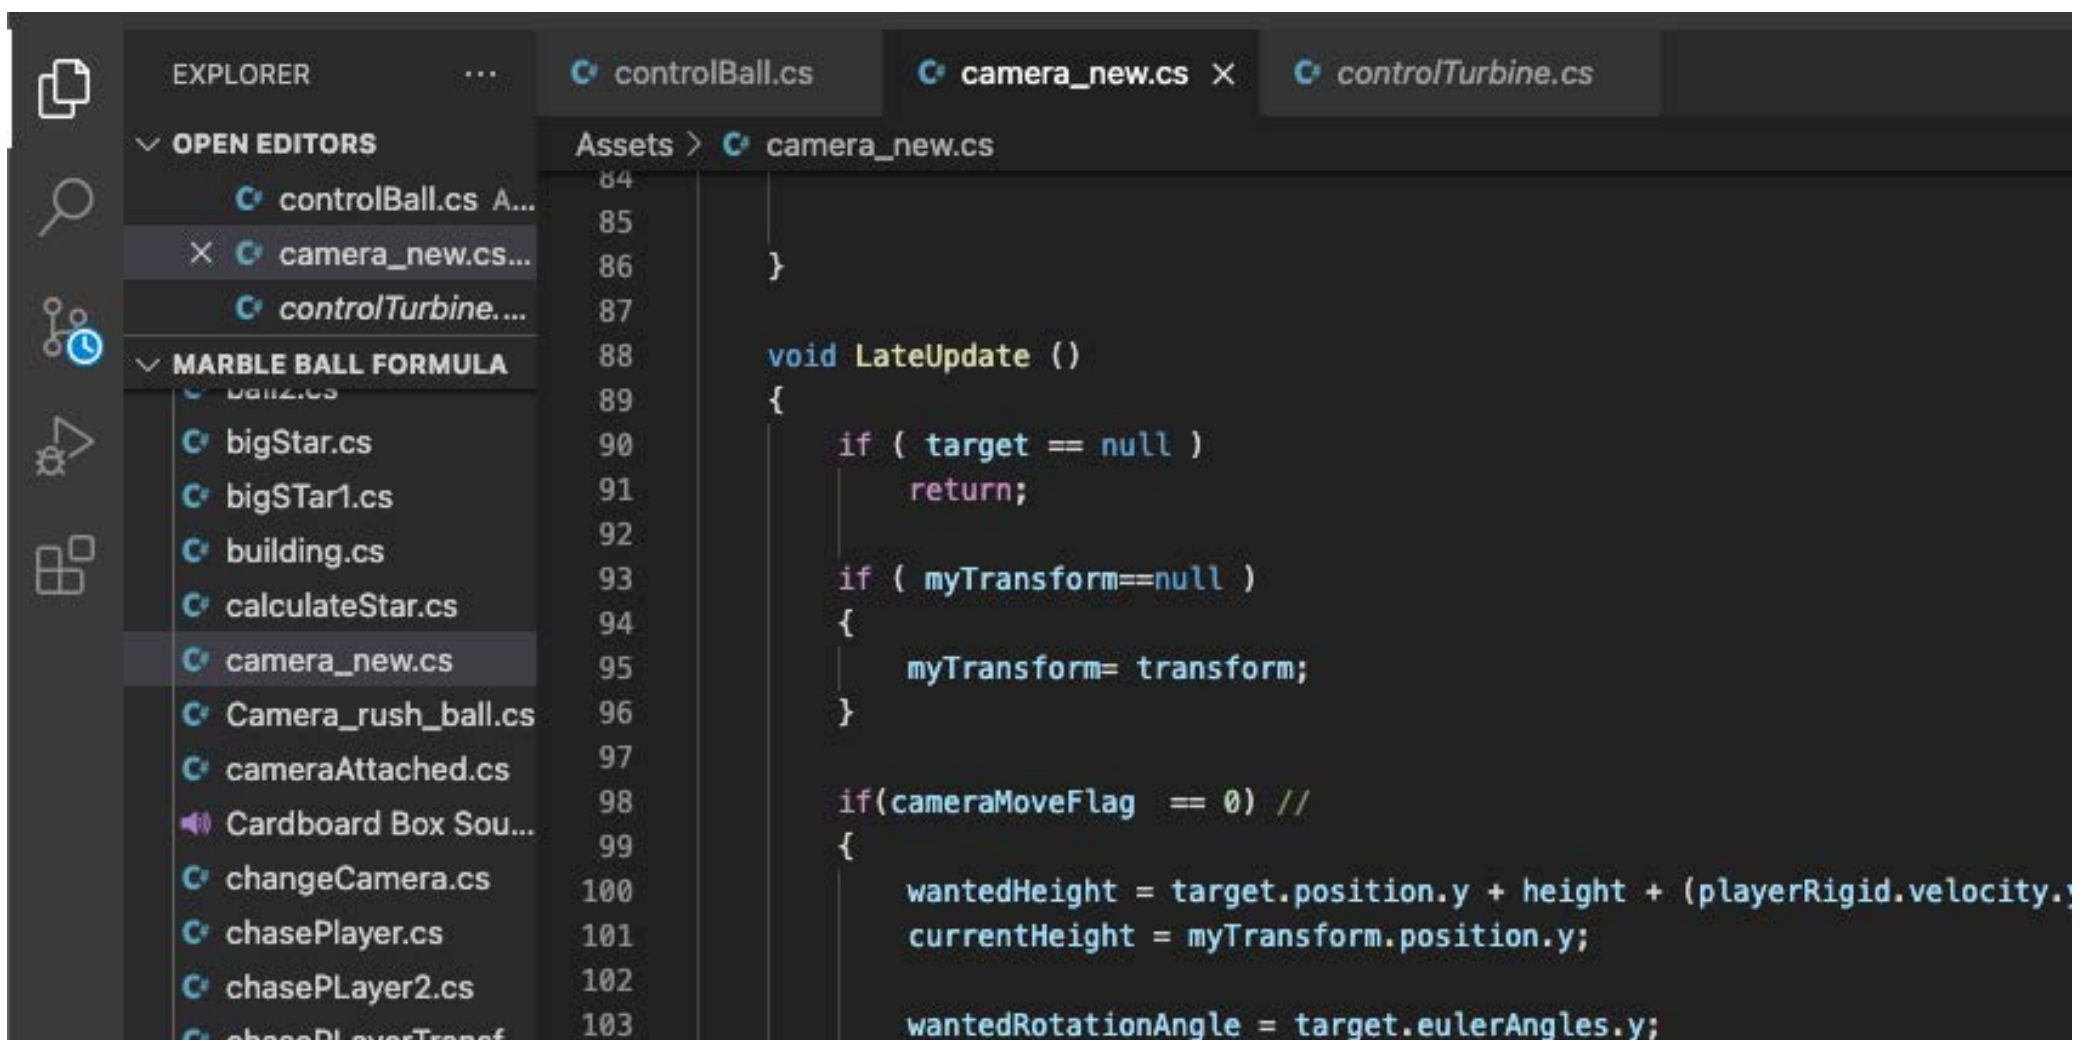 EXPLORER ...
OPEN EDITORS
controlBall.cs A...
camera_new.cs...
controlTurbine....
MARBLE BALL FORMULA
ball2.cs
bigStar.cs
bigSTar1.cs
building.cs
calculateStar.cs
camera_new.cs
Camera_rush_ball.cs
cameraAttached.cs
Cardboard Box Sou...
changeCamera.cs
chasePlayer.cs
chasePLayer2.cs
controlBall.cs camera_new.cs controlTurbine.cs
Assets > camera_new.cs
84
85
86 }
87
88 void LateUpdate ()
89 {
90 if ( target == null )
91 return;
92
93 if ( myTransform==null )
94 {
95 myTransform= transform;
96 }
97
98 if(cameraMoveFlag  == 0) //
99 {
100 wantedHeight = target.position.y + height + (playerRigid.velocity.y
101 currentHeight = myTransform.position.y;
102
103 wantedRotationAngle = target.eulerAngles.y;